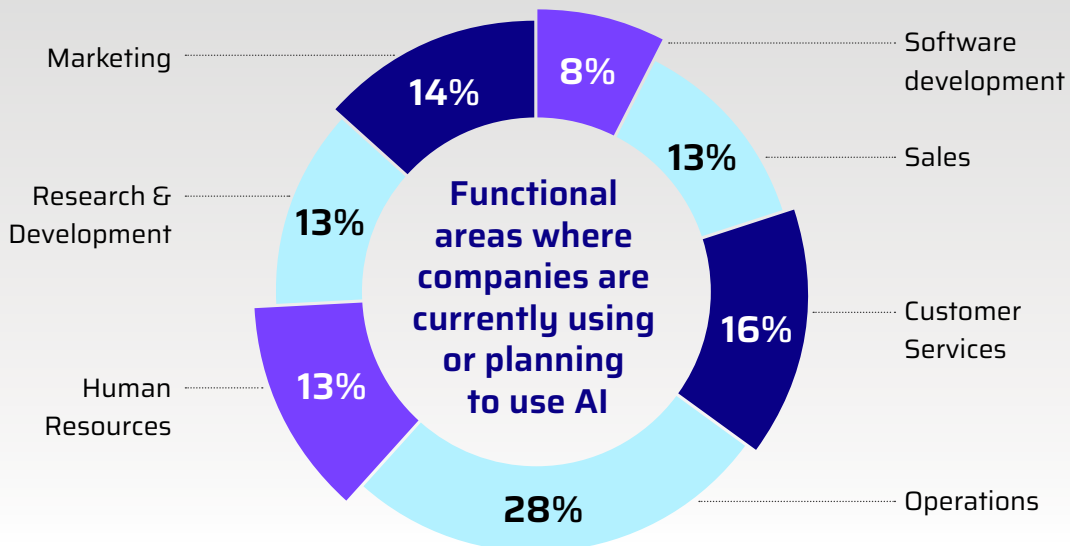 Software
development
8%
Sales
13%
Customer
Services
16%
Operations
28%
Human
Resources
13%
Research &
Development
13%
Marketing
14%
Functional
areas where
companies are
currently using
or planning
to use AI